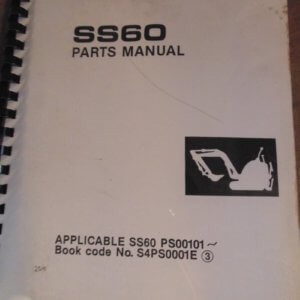 SS60
PARTS MANUAL
APPLICABLE SS60 PS00101~
Book code No. S4PS0001E ③